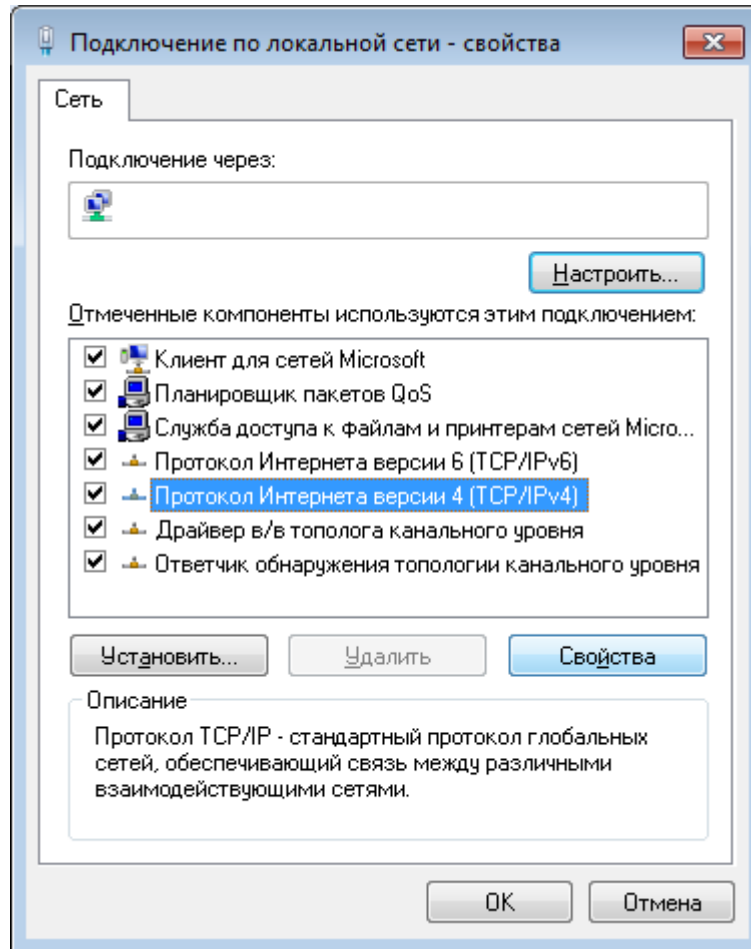 Подключение по локальной сети - свойства
Сеть
Подключение через:
Настроить...
Отмеченные компоненты используются этим подключением:
Клиент для сетей Microsoft
Планировщик пакетов QoS
Служба доступа к файлам и принтерам сетей Micro...
Протокол Интернета версии 6 (TCP/IPv6)
Протокол Интернета версии 4 (TCP/IPv4)
Драйвер в/в тополога канального уровня
Ответчик обнаружения топологии канального уровня
Установить...
Удалить
Свойства
Описание
Протокол TCP/IP - стандартный протокол глобальных
сетей, обеспечивающий связь между различными
взаимодействующими сетями.
OK
Отмена